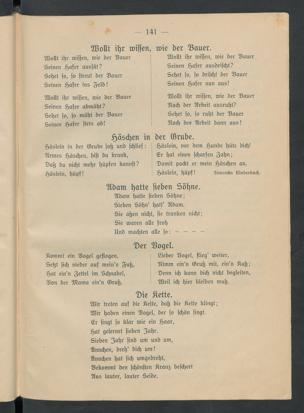 — 141 —
Wollt ihr wissen, wie der Bauer.
Wollt ihr wissen, wie der Bauer
Seinen Hafer aussät?
Sehet so, so streut der Bauer
Seinen Hafer ins Feld!
Wollt ihr wissen, wie der Bauer
Seinen Hafer abmäht?
Sehet so, so mäht der Bauer
Seinen Hafer fein ab!
Wollt ihr wissen, wie der Bauer
Seinen Hafer ausdrischt?
Sehet so, so drischt der Bauer
Seinen Hafer nun aus!
Wollt ihr wissen, wie der Bauer
Nach der Arbeit ausruht?
Sehet so, so ruht der Bauer
Nach der Arbeit dann aus!
Häschen in der Grube.
Häslein in der Grube saß und schlief:
Armes Häschen, bist du krank,
Daß du nicht mehr hüpfen kannst?
Häslein, hüpf!
Häslein, vor dem Hunde hüte dich!
Er hat einen scharfen Zahn;
Damit packt er mein Häschen an.
Häslein, hüpf!
Adam hatte sieben Söhne.
Adam hatte sieben Söhne;
Sieben Söhn' hatt' Adam.
Sie aßen nicht, sie tranken nicht;
Sie waren alle froh
Und machten alle so: — — — —
Der Vogel.
Kommt ein Vogel geflogen,
Setzt sich nieder auf mein'n Fuß,
Hat ein'n Zettel im Schnabel,
Von der Mama ein'n Gruß.
Lieber Vogel, flieg' weiter,
Nimm ein'n Gruß mit, ein'n Kuß;
Denn ich kann dich nicht begleiten,
Weil ich hier bleiben muß.
Die Kette.
Wir treten auf die Kette, daß die Kette klingt;
Wir haben einen Vogel, der so schön singt.
Er singt so klar wie ein Haar,
Hat gelernet sieben Jahr.
Sieben Jahr sind um und um,
Annchen, dreh' dich um!
Annchen hat sich umgedreht,
Bekommt den schönsten Kranz beschert
Aus lauter, lauter Seide.